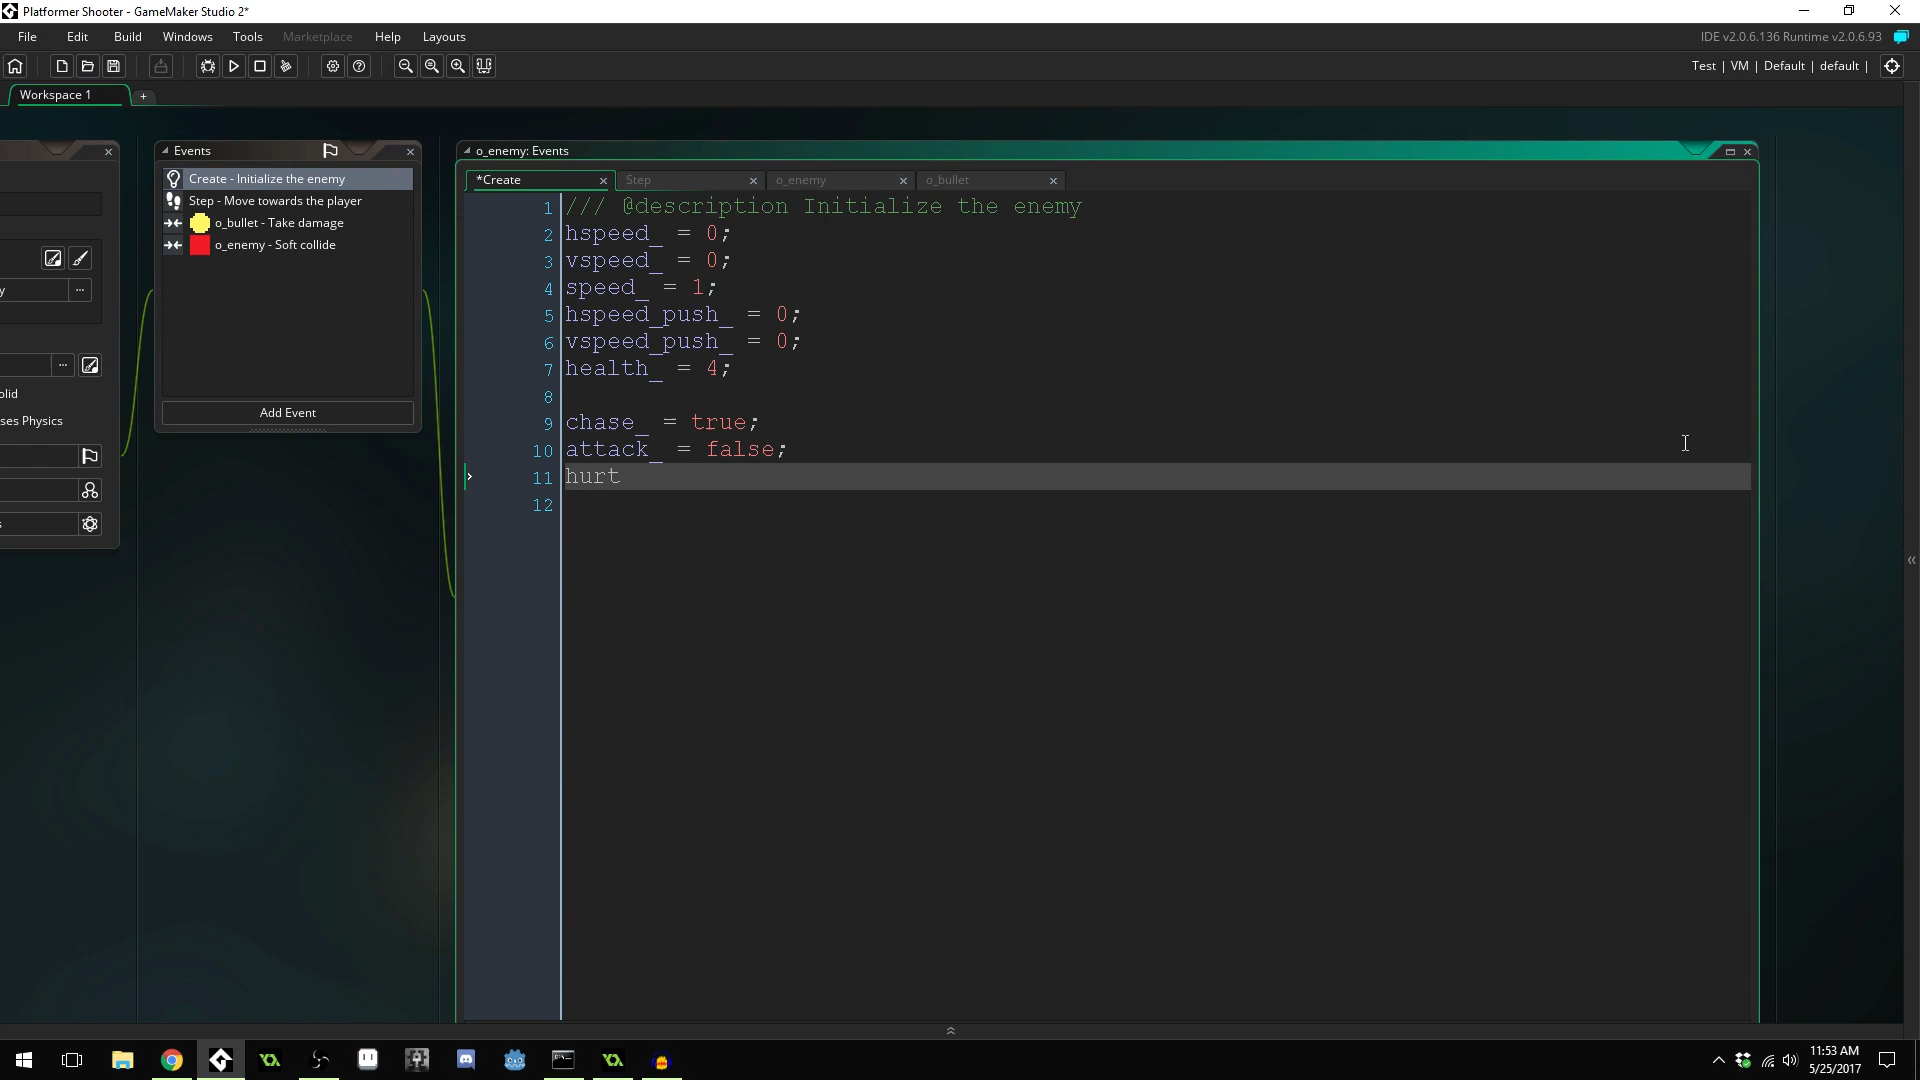 Platformer Shooter - GameMaker Studio 2*
File Edit Build Windows Tools Marketplace Help Layouts
IDE v2.0.6.136 Runtime v2.0.6.93
Test | VM | Default | default |
Workspace 1 +
Events
Create - Initialize the enemy
Step - Move towards the player
o_bullet - Take damage
o_enemy - Soft collide
Add Event
y
...
...
olid
ses Physics
s
o_enemy: Events
*Create Step o_enemy o_bullet
1 /// @description Initialize the enemy
2 hspeed_ = 0;
3 vspeed_ = 0;
4 speed_ = 1;
5 hspeed_push_ = 0;
6 vspeed_push_ = 0;
7 health_ = 4;
8
9 chase_ = true;
10 attack_ = false;
11 hurt
12
11:53 AM
5/25/2017